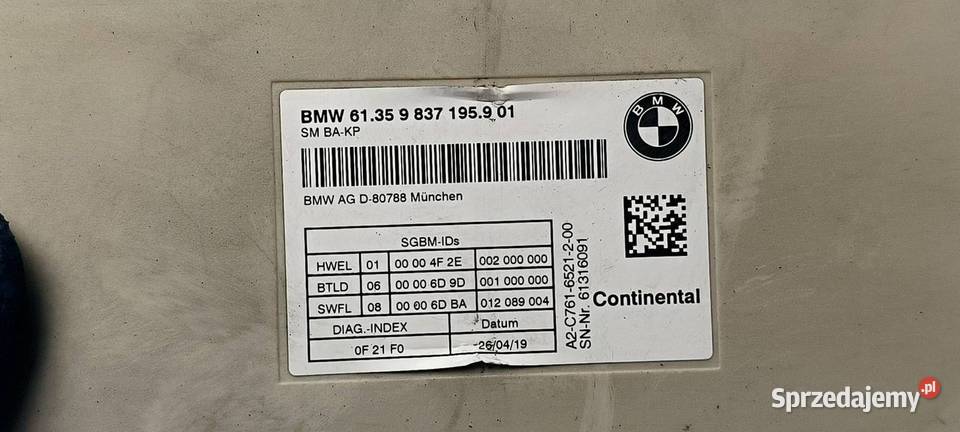 BMW 61.35 9 837 195.9 01
SM BA-KP
BMW
BMW AG D-80788 München
SGBM-IDs
HWEL 01 00 00 4F 2E 002 000 000
BTLD 06 00 00 6D 9D 001 000 000
SWFL 08 00 00 6D BA 012 089 004
DIAG.-INDEX Datum
0F 21 F0 26/04/19
A2-C761-6521-2-00
SN-Nr. 61316091
Continental
Sprzedajemy.pl